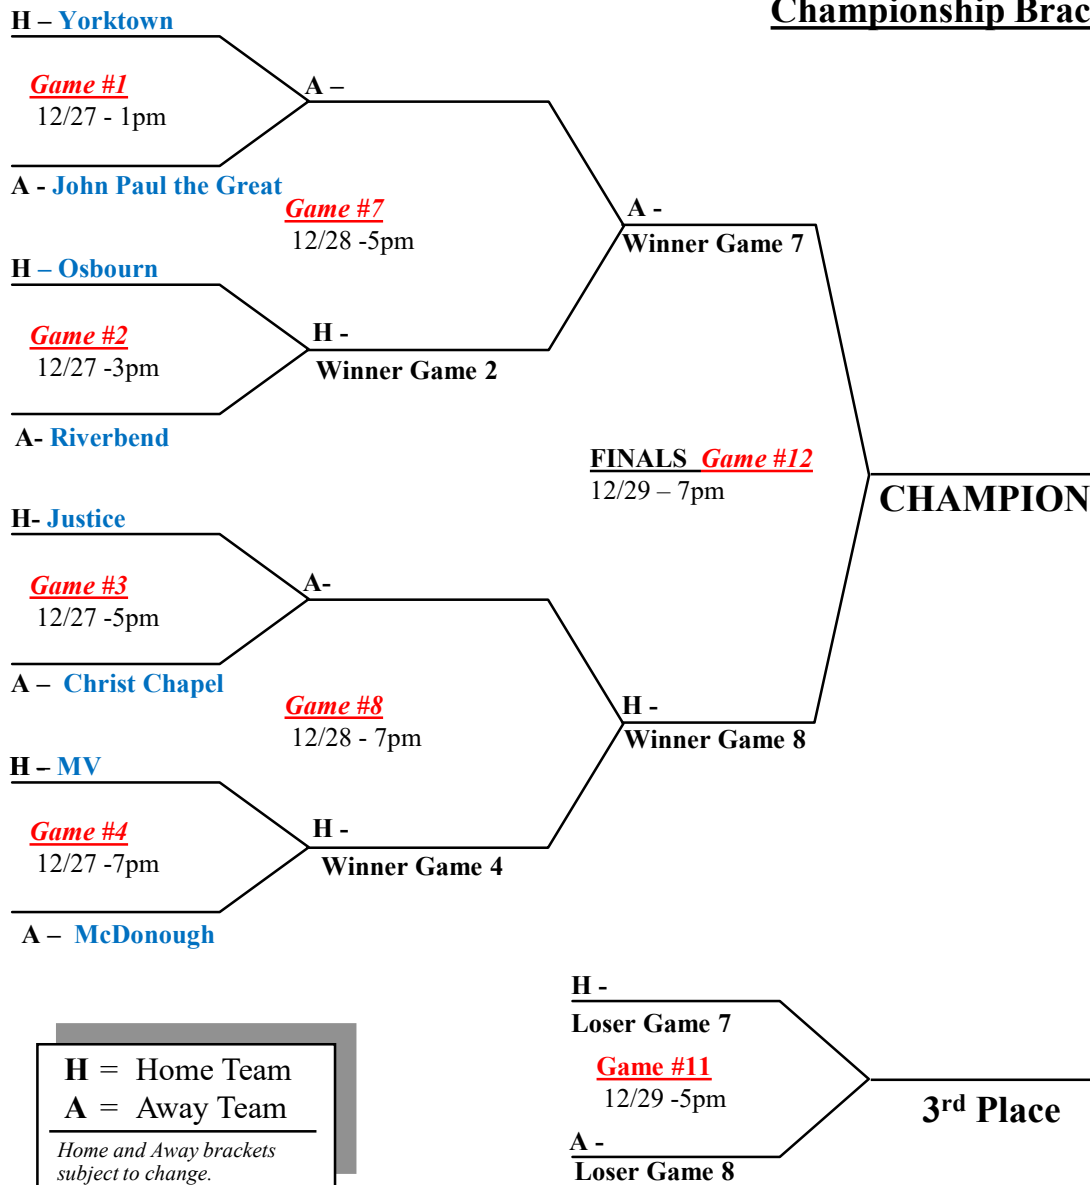 Championship Brac
H – Yorktown
Game #1
12/27 - 1pm
A –
A - John Paul the Great
Game #7
12/28 -5pm
A -
Winner Game 7
H – Osbourn
Game #2
12/27 -3pm
H -
Winner Game 2
A- Riverbend
FINALS Game #12
12/29 – 7pm
CHAMPION
H- Justice
Game #3
12/27 -5pm
A-
A – Christ Chapel
Game #8
12/28 - 7pm
H -
Winner Game 8
H – MV
Game #4
12/27 -7pm
H -
Winner Game 4
A – McDonough
H -
Loser Game 7
Game #11
12/29 -5pm
3rd Place
A -
Loser Game 8
H = Home Team
A = Away Team
Home and Away brackets
subject to change.